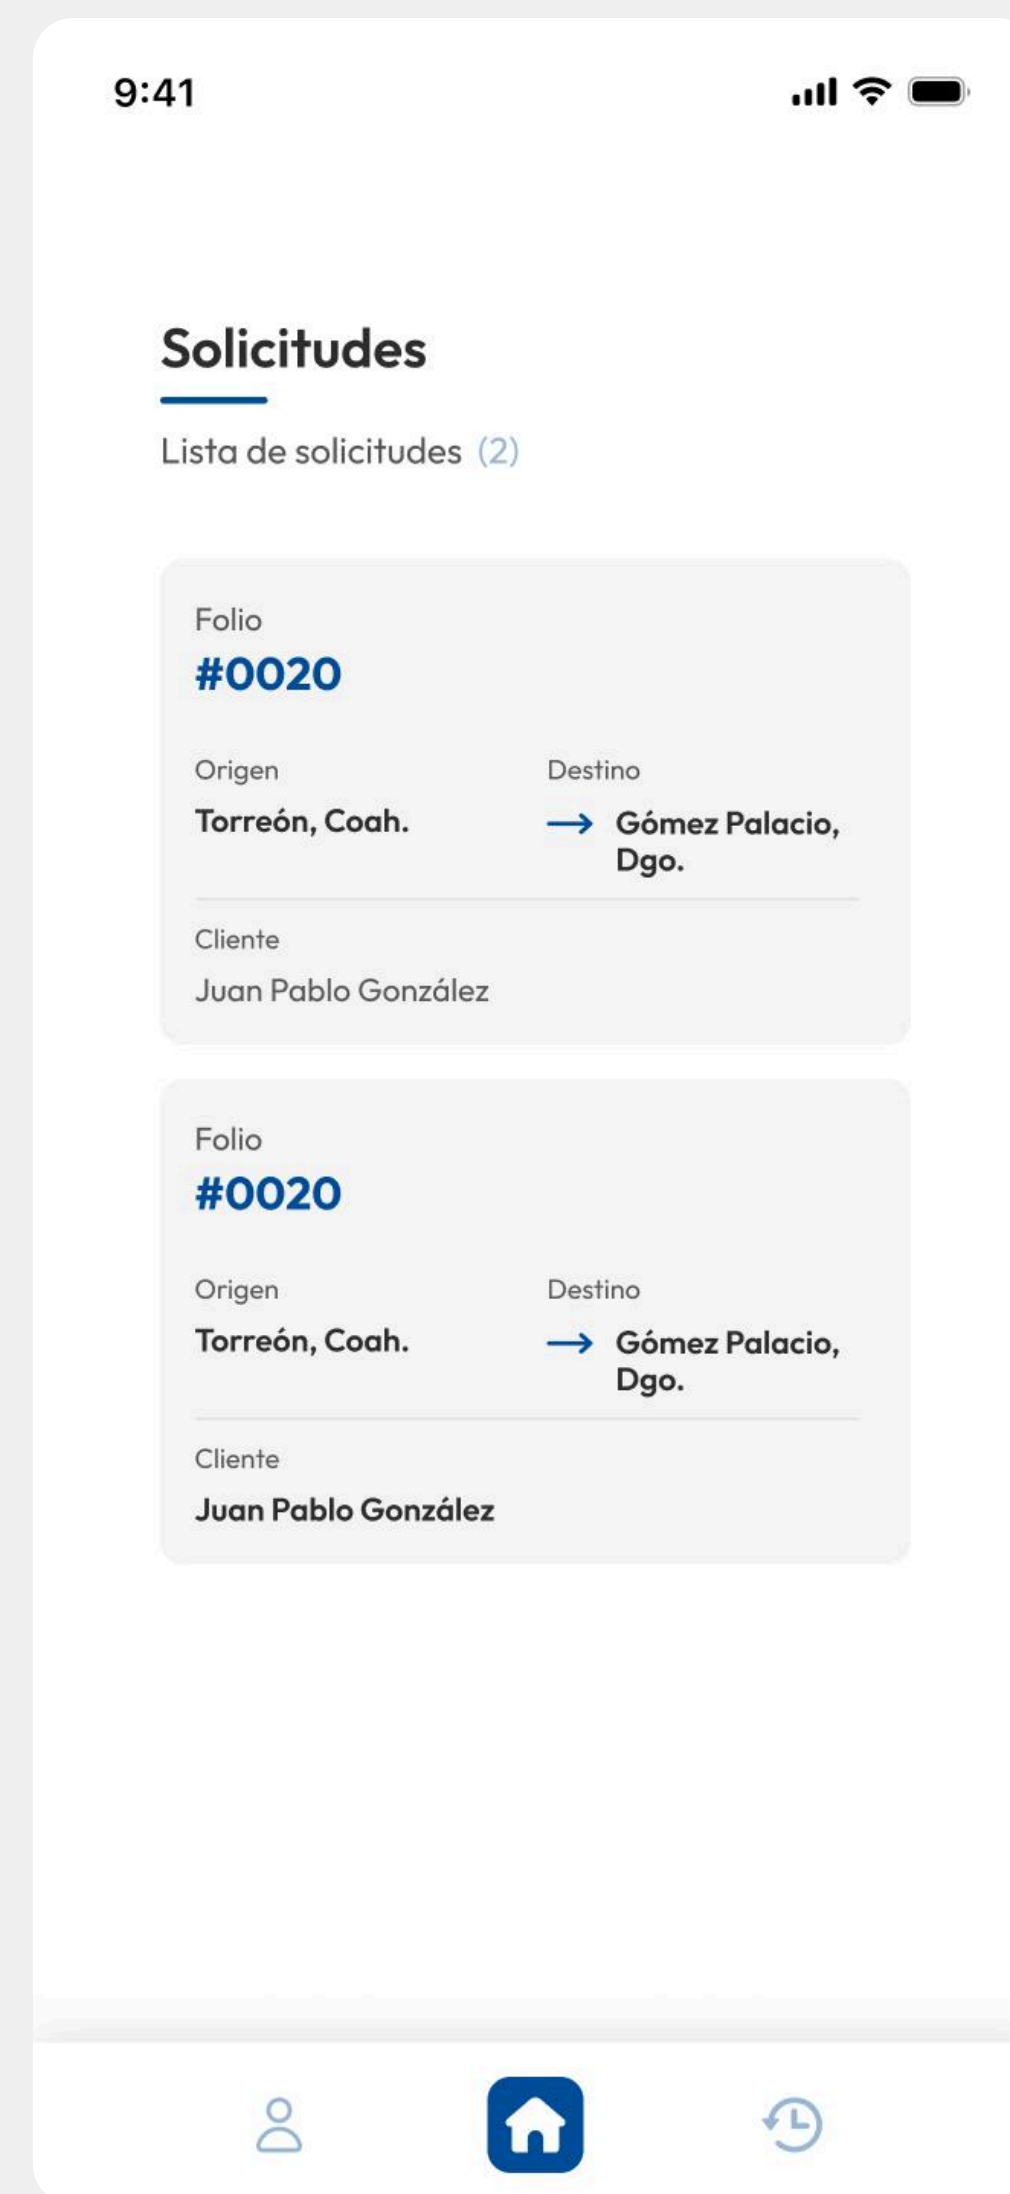 9:41
Solicitudes
Lista de solicitudes (2)
Folio
#0020
Origen
Torreón, Coah.
Destino
Gómez Palacio,
Dgo.
Cliente
Juan Pablo González
Folio
#0020
Origen
Torreón, Coah.
Destino
Gómez Palacio,
Dgo.
Cliente
Juan Pablo González